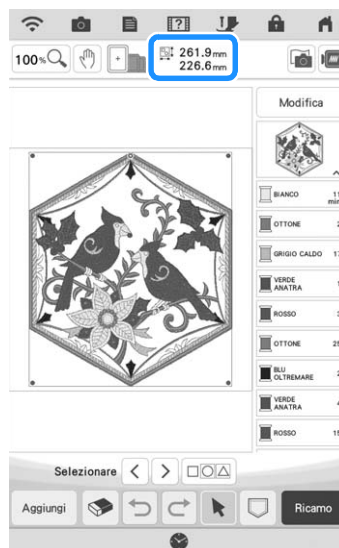 100%
261.9mm
226.6mm
Modifica
BIANCO
min
OTTONE
GRIGIO CALDO
VERDE
ANATRA
ROSSO
OTTONE
BLU
OLTREMARE
VERDE
ANATRA
ROSSO
Selezionare
Aggiungi
Ricamo